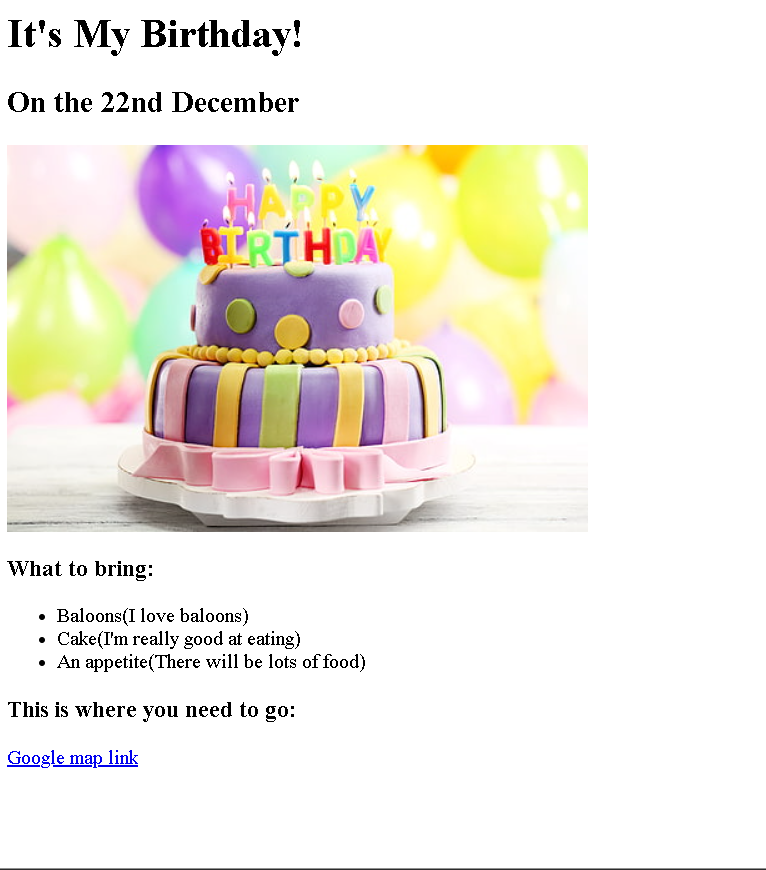 It's My Birthday!
On the 22nd December
HAPPY
BIRTHDAY
What to bring:
Baloons(I love baloons)
Cake(I'm really good at eating)
An appetite(There will be lots of food)
This is where you need to go:
Google map link